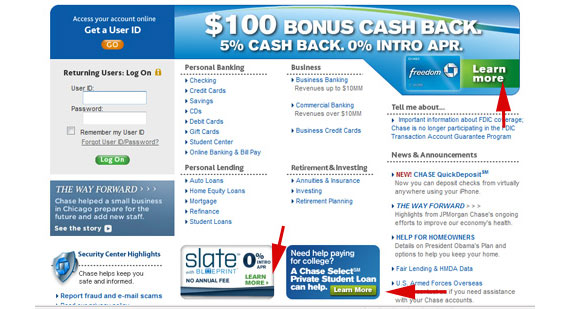 Access your account online
Get a User ID
GO
$100 BONUS CASH BACK.
5% CASH BACK. 0% INTRO APR.
freedom
Learn
more
Returning Users: Log On
User ID:
Password:
Remember my User ID
Forgot User ID/Password?
Log On
THE WAY FORWARD >>>
Chase helped a small business
in Chicago prepare for the
future and add new staff.
See the story
Security Center Highlights
Chase helps keep you
safe and informed.
Report fraud and e-mail scams
Read our privacy policy
Personal Banking
Checking
Credit Cards
Savings
CDs
Debit Cards
Gift Cards
Student Center
Online Banking & Bill Pay
Personal Lending
Auto Loans
Home Equity Loans
Mortgage
Refinance
Student Loans
Business
Business Banking
Revenues up to $10MM
Commercial Banking
Revenues over $10MM
Business Credit Cards
Retirement & Investing
Annuities & Insurance
Investing
Retirement Planning
slate
WITH BLUEPRINT
NO ANNUAL FEE
0%
INTRO
APR
LEARN
MORE
Need help paying
for college?
A Chase Select SM
Private Student Loan
can help.
Learn More
Tell me about...
Important information about FDIC coverage;
Chase is no longer participating in the FDIC
Transaction Account Guarantee Program
News & Announcements
NEW! CHASE QuickDeposit SM
Now you can deposit checks from virtually
anywhere using your iPhone.
THE WAY FORWARD >>>
Highlights from JPMorgan Chase's ongoing
efforts to improve our economy's health.
HELP FOR HOMEOWNERS
Details on President Obama's Plan and
options to help you keep your home.
Fair Lending & HMDA Data
U.S. Armed Forces Overseas
if you need assistance
with your Chase accounts.